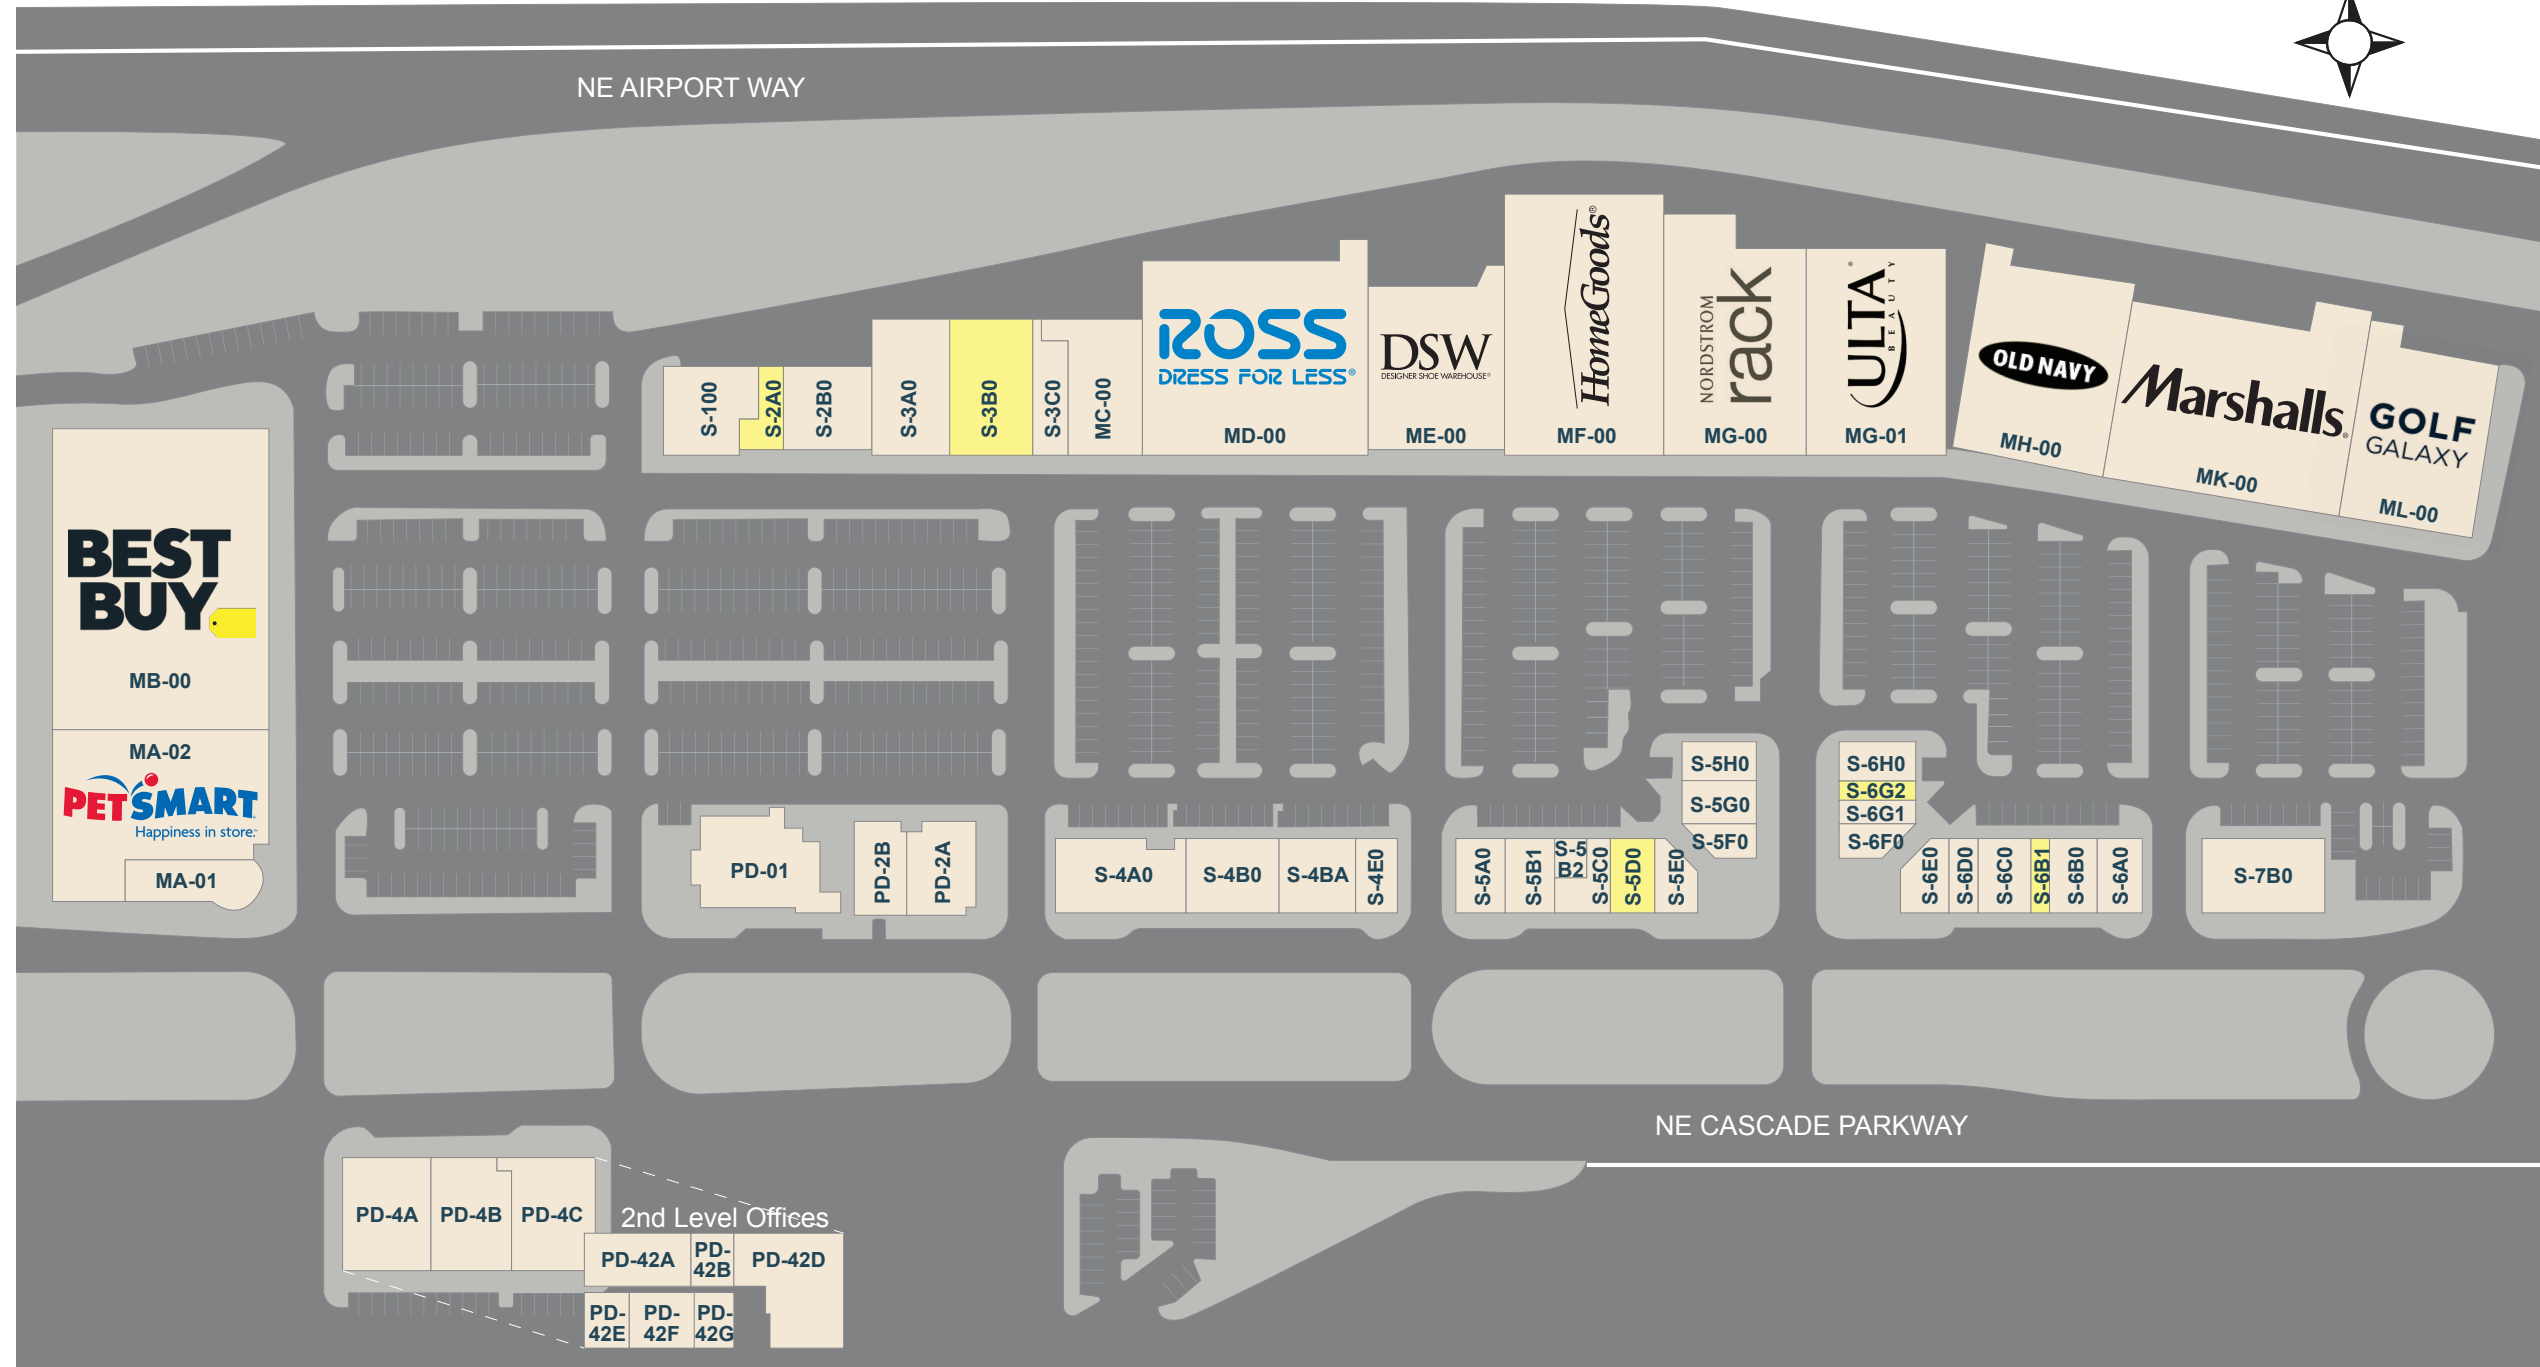 NE AIRPORT WAY
S-100
S-2A0
S-2B0
S-3A0
S-3B0
S-3C0
MC-00
ROSS
DRESS FOR LESS®
MD-00
DSW
DESIGNER SHOE WAREHOUSE®
ME-00
HomeGoods®
MF-00
NORDSTROM
rack
MG-00
ULTA
BEAUTY
®
MG-01
OLD NAVY
MH-00
Marshalls®
MK-00
GOLF
GALAXY
ML-00
BEST
BUY
MB-00
MA-02
PETSMART
Happiness in store.
MA-01
PD-01
PD-2B
PD-2A
S-4A0
S-4B0
S-4BA
S-4E0
S-5A0
S-5B1
S-5
B2
S-5C0
S-5D0
S-5E0
S-5H0
S-5G0
S-5F0
S-6H0
S-6G2
S-6G1
S-6F0
S-6E0
S-6D0
S-6C0
S-6B1
S-6B0
S-6A0
S-7B0
NE CASCADE PARKWAY
PD-4A
PD-4B
PD-4C
2nd Level Offices
PD-42A
PD-
42B
PD-42D
PD-
42E
PD-
42F
PD-
42G